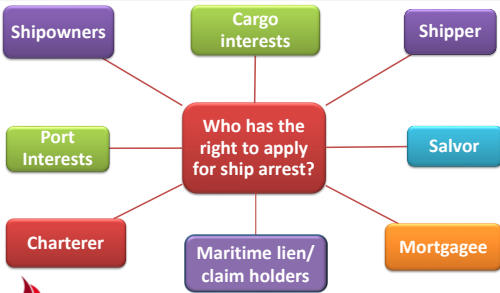 Shipowners
Cargo
interests
Shipper
Port
Interests
Who has the
right to apply
for ship arrest?
Salvor
Charterer
Maritime lien/
claim holders
Mortgagee